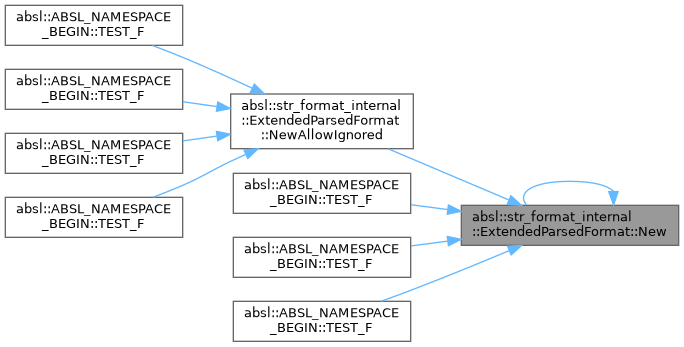 absl::ABSL_NAMESPACE
_BEGIN::TEST_F
absl::ABSL_NAMESPACE
_BEGIN::TEST_F
absl::ABSL_NAMESPACE
_BEGIN::TEST_F
absl::ABSL_NAMESPACE
_BEGIN::TEST_F
absl::str_format_internal
::ExtendedParsedFormat
::NewAllowIgnored
absl::ABSL_NAMESPACE
_BEGIN::TEST_F
absl::ABSL_NAMESPACE
_BEGIN::TEST_F
absl::ABSL_NAMESPACE
_BEGIN::TEST_F
absl::str_format_internal
::ExtendedParsedFormat::New